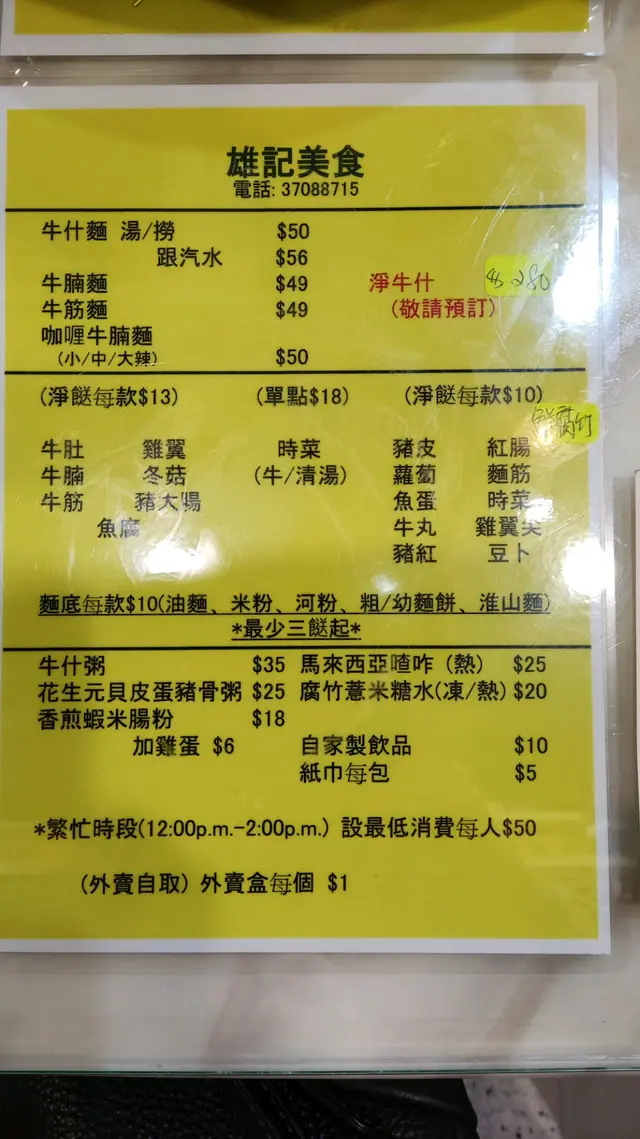 雄記美食
電話: 37088715
牛什麵 湯/撈 $50
跟汽水 $56
牛腩麵 $49 淨牛什 $280
牛筋麵 $49 (敬請預訂)
咖喱牛腩麵
(小/中/大辣) $50
(淨餸每款$13) (單點$18) (淨餸每款$10)
鮮腐竹
牛肚 雞翼 時菜 豬皮 紅腸
牛腩 冬菇 (牛/清湯)蘿蔔 麵筋
牛筋 豬大腸 魚蛋 時菜
魚腐 牛丸 雞翼尖
豬紅 豆卜
麵底每款$10(油麵、米粉、河粉、粗/幼麵餅、淮山麵)
*最少三餸起*
牛什粥 $35 馬來西亞喳咋 (熱) $25
花生元貝皮蛋豬骨粥 $25 腐竹薏米糖水(凍/熱) $20
香煎蝦米腸粉 $18
加雞蛋 $6 自家製飲品 $10
紙巾每包 $5
*繁忙時段(12:00p.m.-2:00p.m.) 設最低消費每人$50
(外賣自取) 外賣盒每個 $1